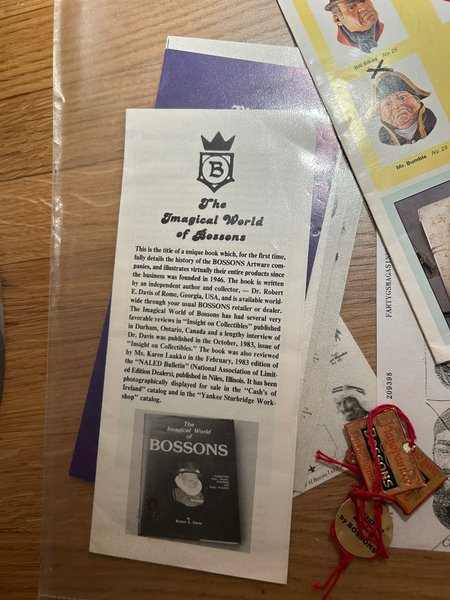 Bill Sikes No.25
Mr. Bumble No.29
B
The
Imagical World
of Bossons
This is the title of a unique book which, for the first time,
fully details the history of the BOSSONS Artware com-
panies, and illustrates virtually their entire products since
the business was founded in 1946. The book is written
by an independent author and collector, — Dr. Robert
E. Davis of Rome, Georgia, USA, and is available world-
wide through your usual BOSSONS retailer or dealer.
The Imagical World of Bossons has had several very
favorable reviews in "Insight on Collectibles" published
in Durham, Ontario, Canada and a lengthy interview of
Dr. Davis was published in the October, 1983, issue of
"Insight on Collectibles." The book was also reviewed
by Ms. Karen Laakko in the February, 1983 edition of
the "NALED Bulletin" (National Association of Limit-
ed Edition Dealers), published in Niles, Illinois. It has been
photographically displayed for sale in the "Cash's of
Ireland" catalog and in the "Yankee Sturbridge Work-
shop" catalog.
The
Imagical World
of
BOSSONS
by
Robert E. Davis
FARTYGSMAGASIN
209398
BOSSONS
by BOSSONS